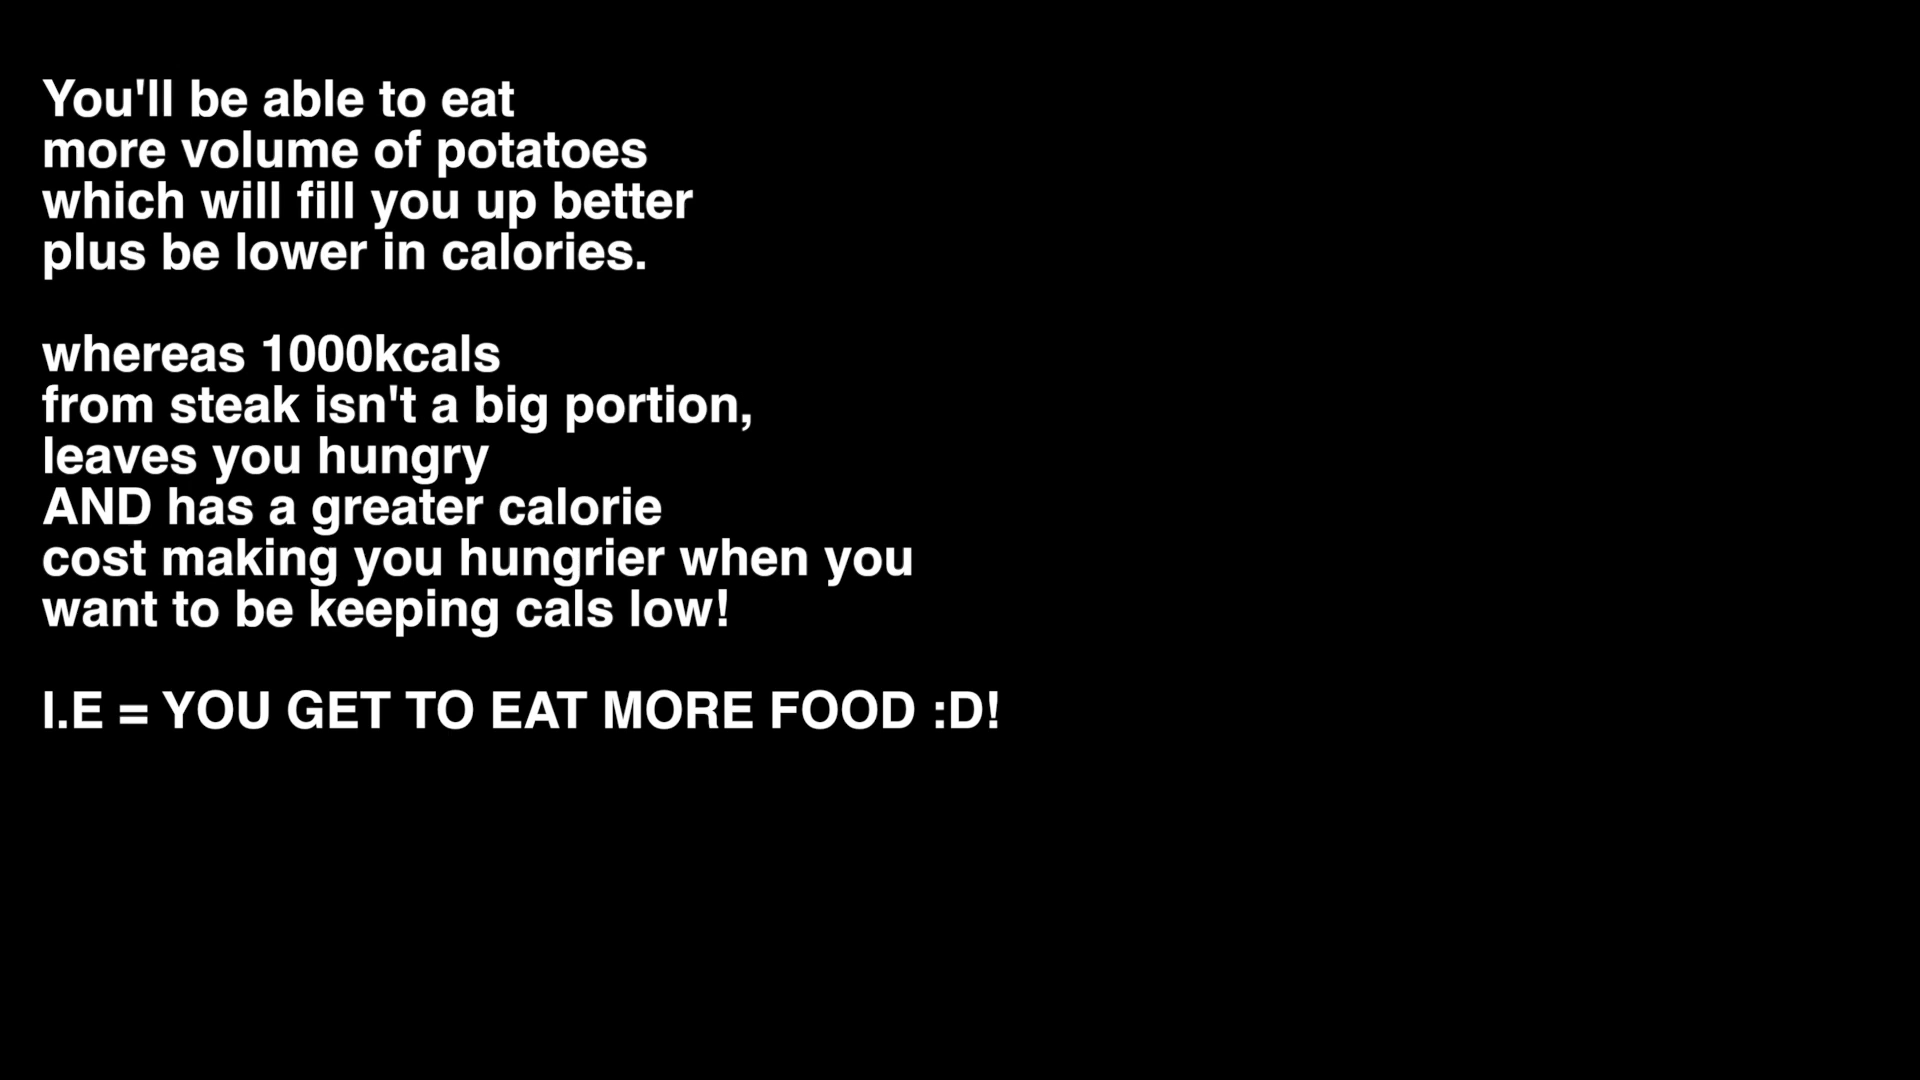 You'll be able to eat
more volume of potatoes
which will fill you up better
plus be lower in calories.
whereas 1000kcals
from steak isn't a big portion,
leaves you hungry
AND has a greater calorie
cost making you hungrier when you
want to be keeping cals low!
I.E = YOU GET TO EAT MORE FOOD :D!